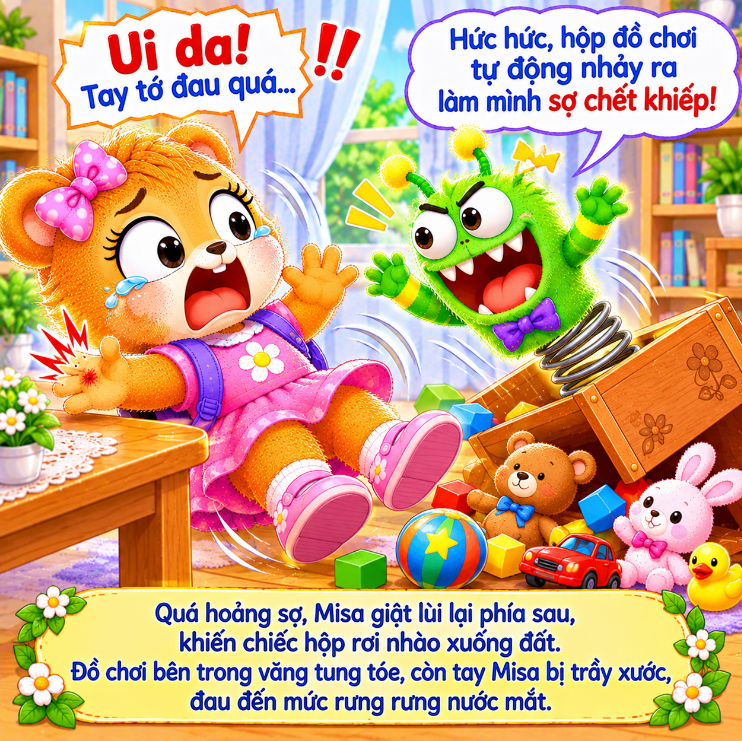 Ui da!
Tay tớ đau quá...
!!
Hức hức, hộp đồ chơi
tự động nhảy ra
làm mình sợ chết khiếp!
Quá hoảng sợ, Misa giật lùi lại phía sau,
khiến chiếc hộp rơi nhào xuống đất.
Đồ chơi bên trong văng tung tóe, còn tay Misa bị trầy xước,
đau đến mức rưng rưng nước mắt.